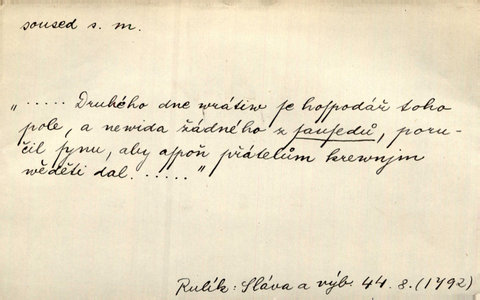 soused s. m.
„ . . . . . Druhého dne wrátiw ſe hoſpodář toho
pole, a newida žádného z ſauſedů, poru-
čil ſynu, aby aſpoň přátelům krewnjm
wěděti dal. . . . . . . "
Rulík: Sláva a výb. 44. 8. (1792)